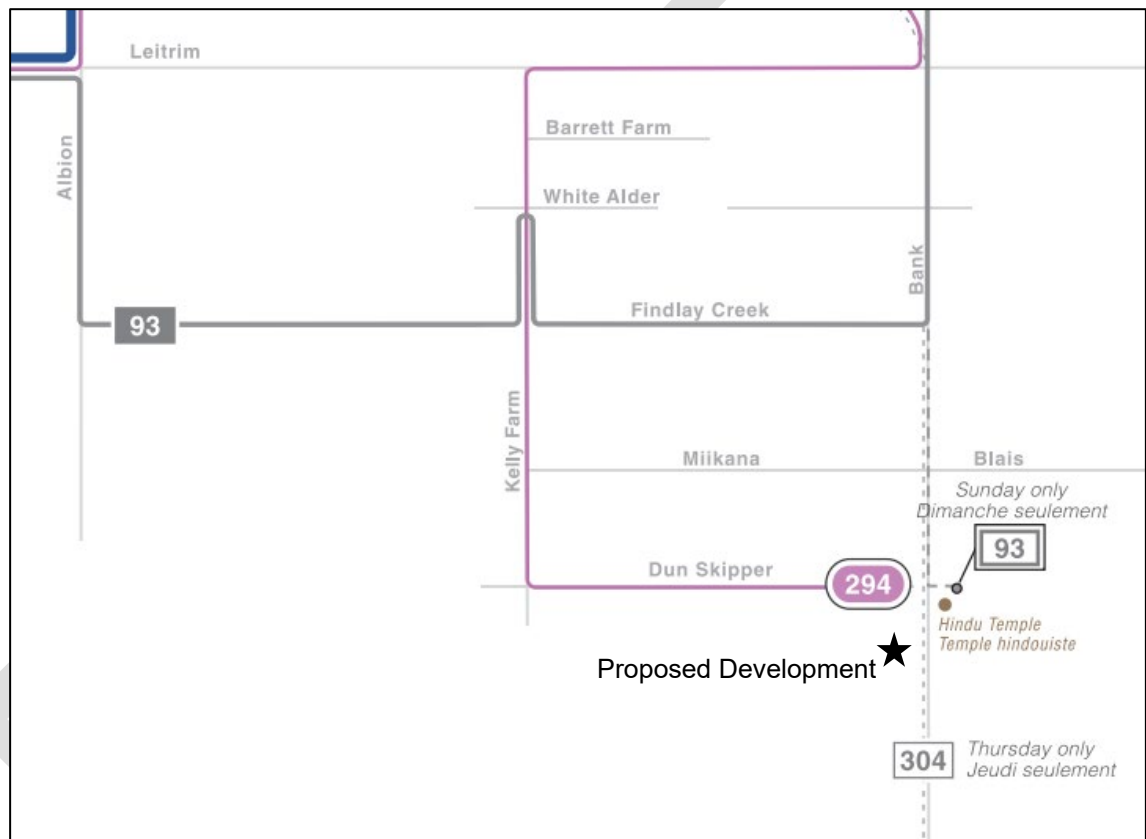 Leitrim
Albion
Barrett Farm
White Alder
Bank
Findlay Creek
93
Kelly Farm
Miikana
Blais
Sunday only
Dimanche seulement
93
Dun Skipper
294
Hindu Temple
Temple hindouiste
Proposed Development
304
Thursday only
Jeudi seulement